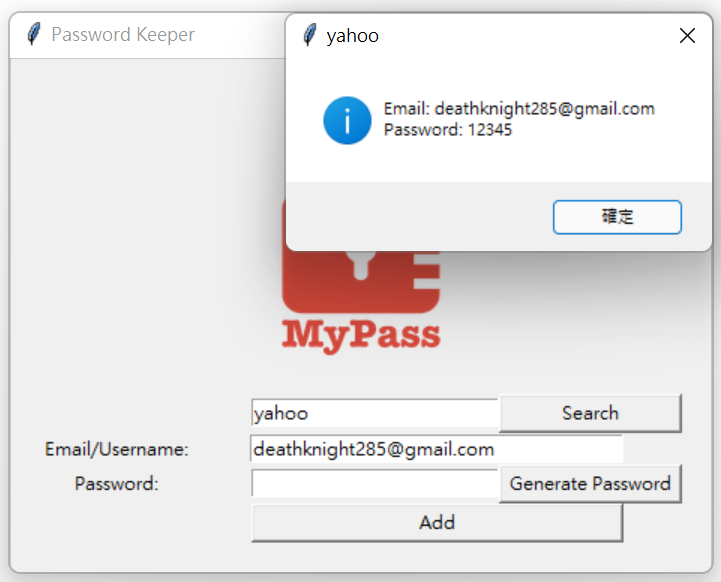 Password Keeper
yahoo
Email: deathknight285@gmail.com
Password: 12345
確定
MyPass
yahoo
Search
Email/Username:
deathknight285@gmail.com
Password:
Generate Password
Add